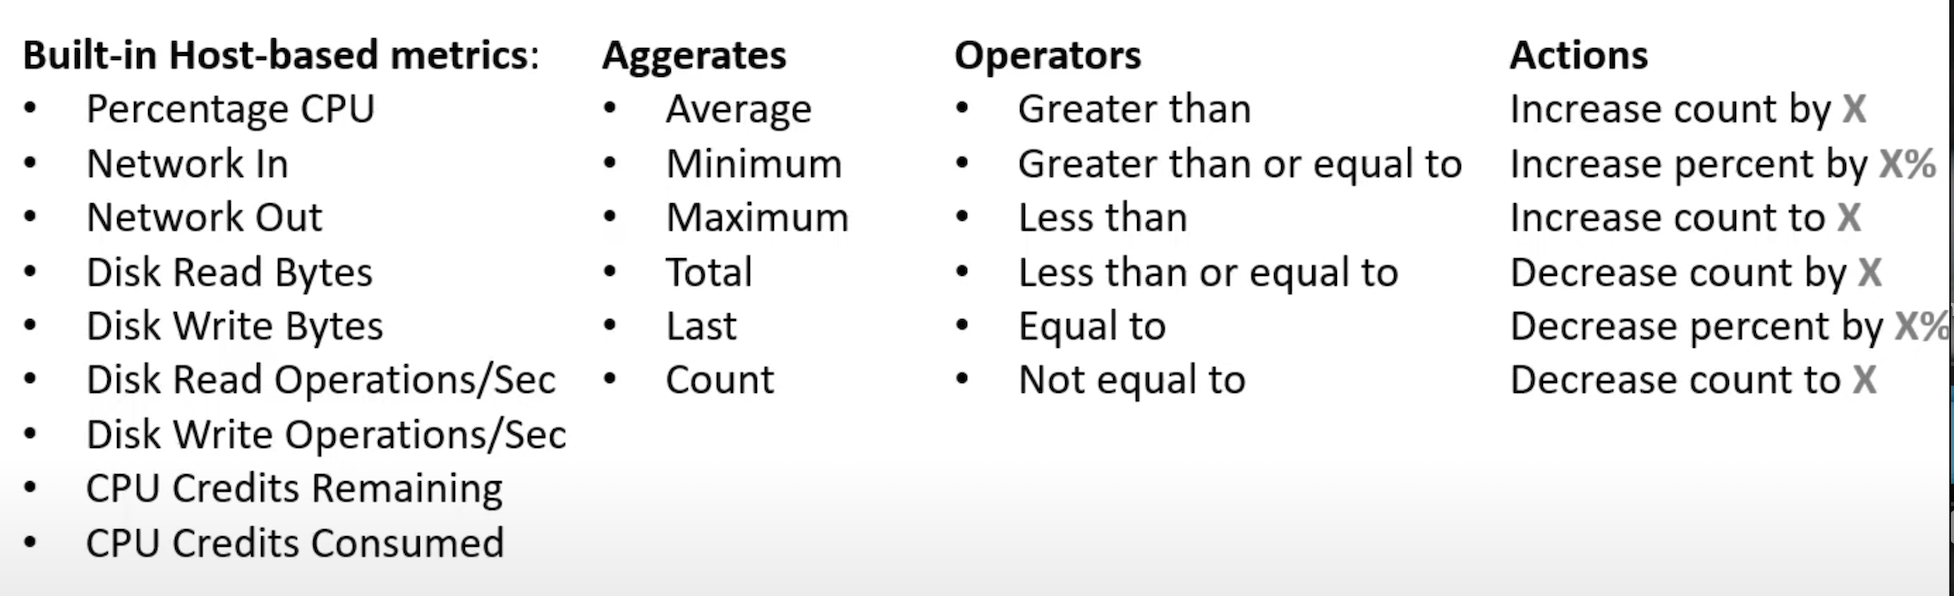 Built-in Host-based metrics:
• Percentage CPU
• Network In
• Network Out
• Disk Read Bytes
• Disk Write Bytes
• Disk Read Operations/Sec
• Disk Write Operations/Sec
• CPU Credits Remaining
• CPU Credits Consumed
Aggerates
• Average
• Minimum
• Maximum
• Total
• Last
• Count
Operators
• Greater than
• Greater than or equal to
• Less than
• Less than or equal to
• Equal to
• Not equal to
Actions
Increase count by X
Increase percent by X%
Increase count to X
Decrease count by X
Decrease percent by X%
Decrease count to X